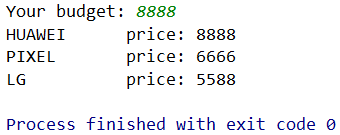 Your budget: 8888
HUAWEI price: 8888
PIXEL price: 6666
LG price: 5588
Process finished with exit code 0